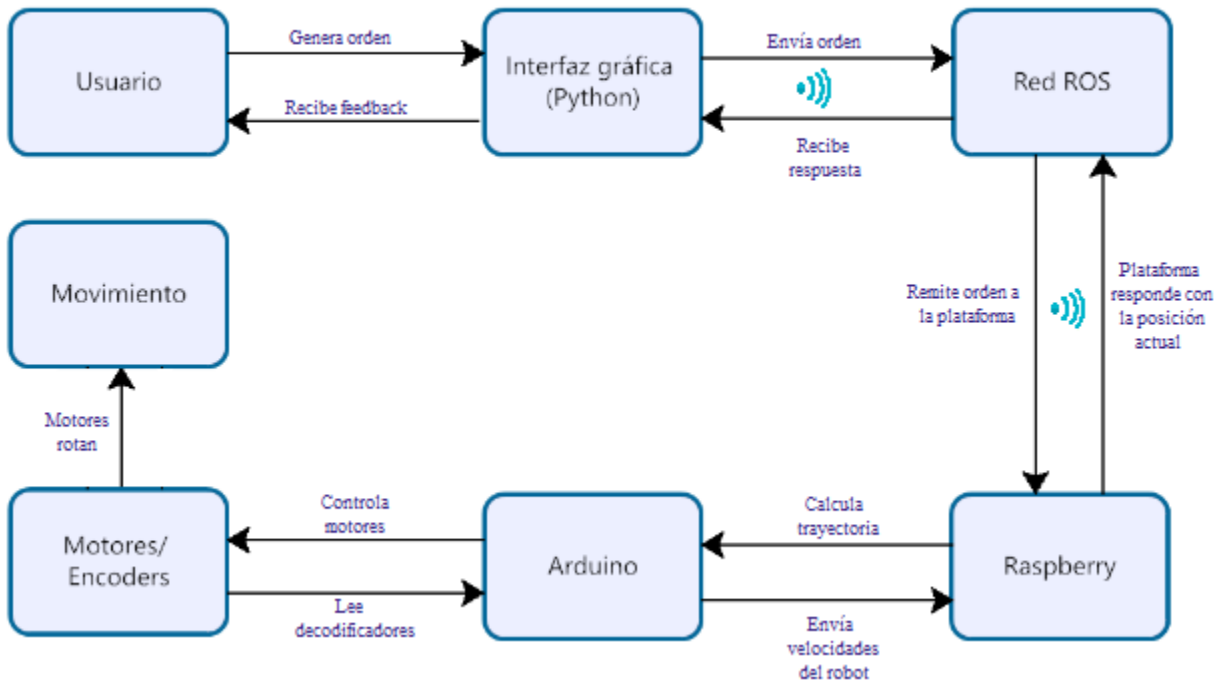 Usuario
Genera orden
Recibe feedback
Interfaz gráfica
(Python)
Envía orden
Recibe
respuesta
Red ROS
Remite orden a
la plataforma
Plataforma
responde con
la posición
actual
Raspberry
Calcula
trayectoria
Envía
velocidades
del robot
Arduino
Controla
motores
Lee
decodificadores
Motores/
Encoders
Motores
rotan
Movimiento